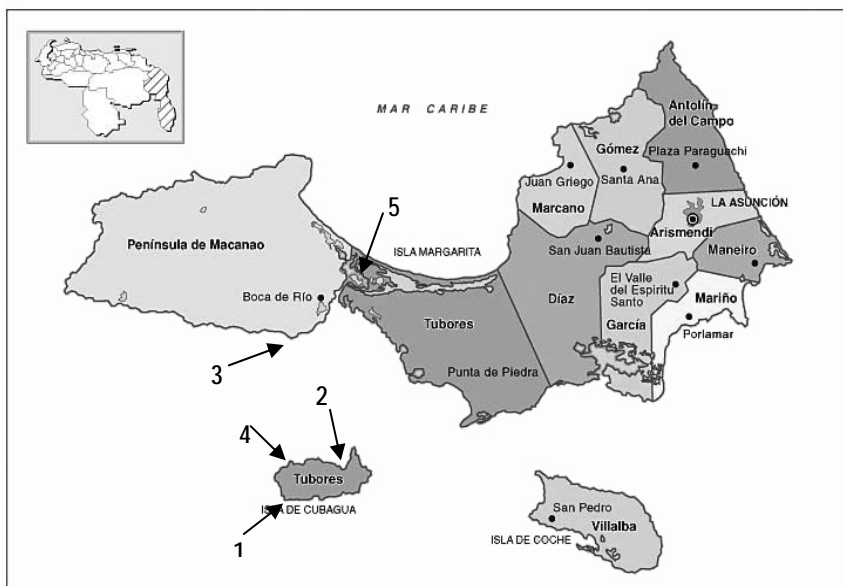 MAR CARIBE
Antolín
del Campo
Plaza Paraguachi
Gómez
Santa Ana
Juan Griego
Marcano
LA ASUNCIÓN
Arismendi
5
ISLA MARGARITA
San Juan Bautista
Maneiro
Península de Macanao
El Valle
del Espiritu
Santo
Mariño
Boca de Río
Díaz
García
Porlamar
Tubores
Punta de Piedra
3
2
4
Tubores
ISLA DE CUBAGUA
1
San Pedro
Villalba
ISLA DE COCHE